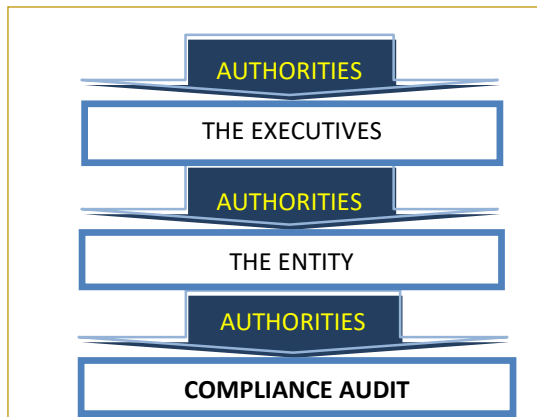 AUTHORITIES
THE EXECUTIVES
AUTHORITIES
THE ENTITY
AUTHORITIES
COMPLIANCE AUDIT